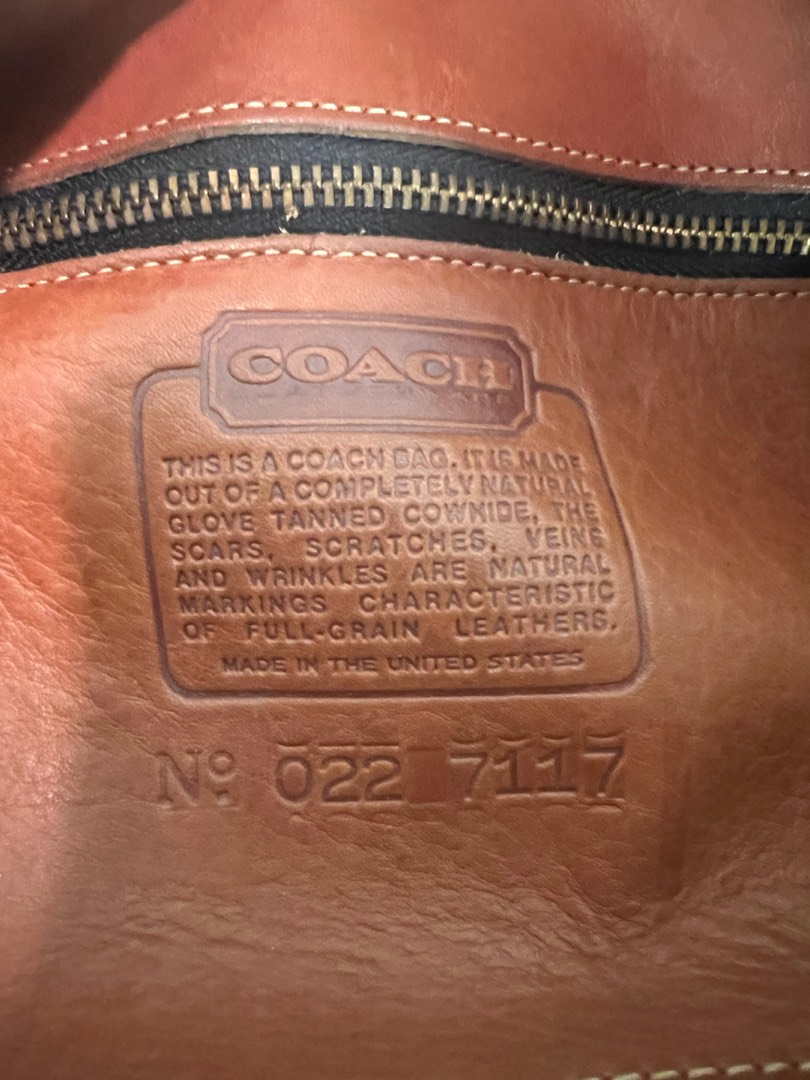 COACH
THIS IS A COACH BAG. IT IS MADE
OUT OF A COMPLETELY NATURAL
GLOVE TANNED COWHIDE, THE
SCARS, SCRATCHES, VEINS
AND WRINKLES ARE NATURAL
MARKINGS CHARACTERISTIC
OF FULL-GRAIN LEATHERS.
MADE IN THE UNITED STATES
Nº. 022 7117